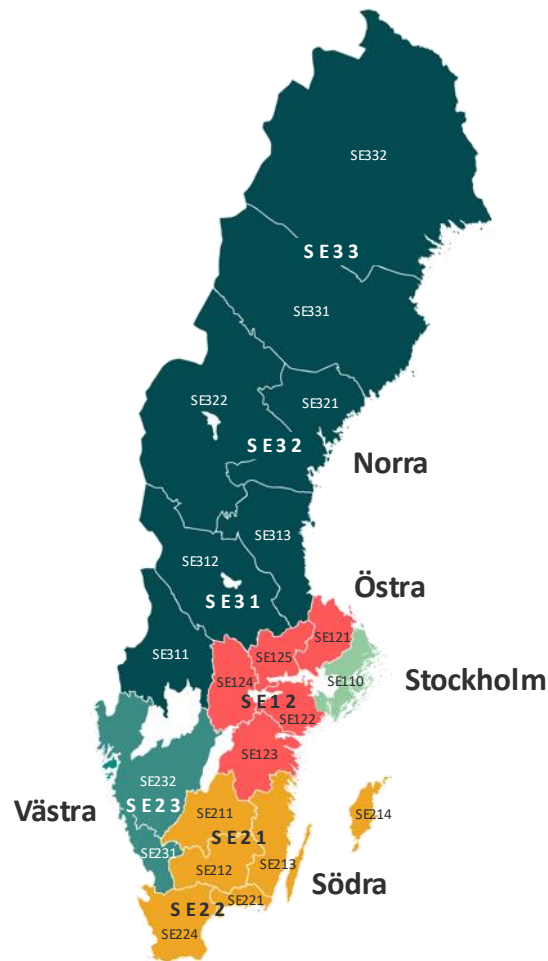 SE332
SE33
SE331
SE322
SE321
SE32
Norra
SE313
SE312
SE31
Östra
SE121
SE311
SE125
SE124
SE110
Stockholm
SE12
SE122
SE123
SE232
Västra
SE23
SE211
SE214
SE21
SE231
SE212
SE213
Södra
SE221
SE22
SE224